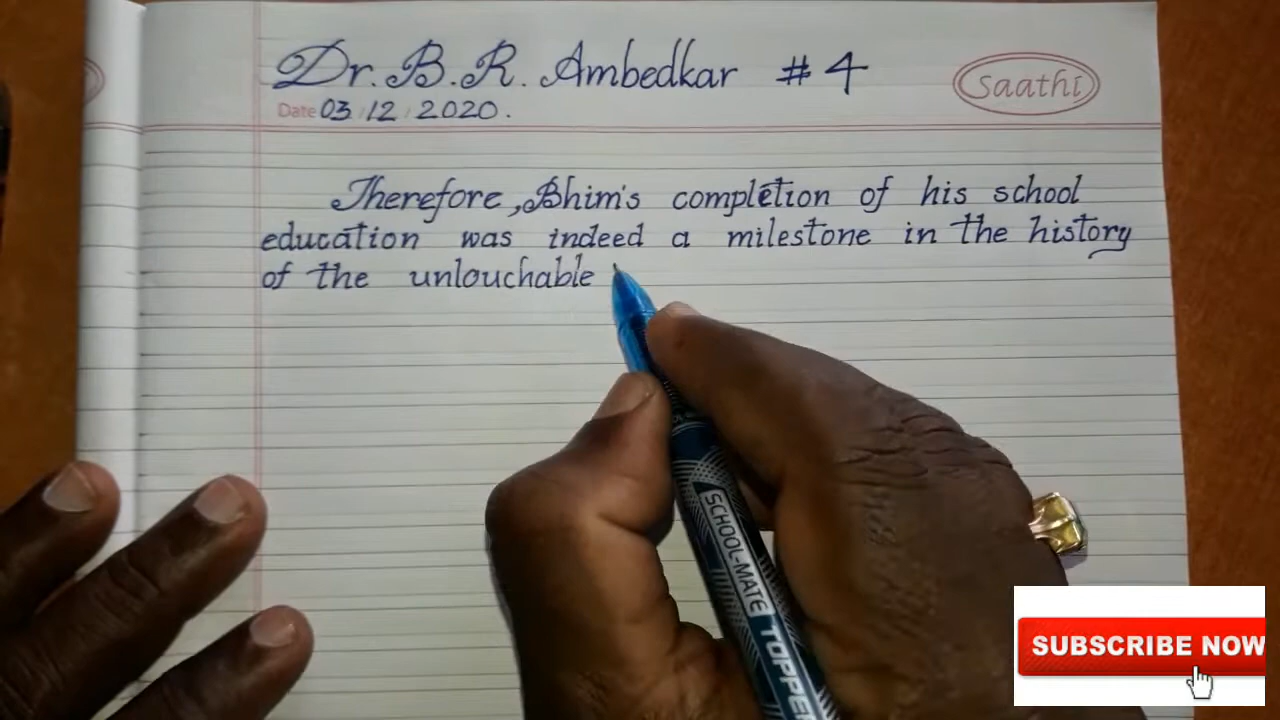 Dr. B. R. Ambedkar # 4
Saathi
Date 03 / 12 / 2020.
Therefore, Bhim's completion of his school
education was indeed a milestone in the history
of the unlouchable
SCHOOL-MATE TOPPER
SUBSCRIBE NOW